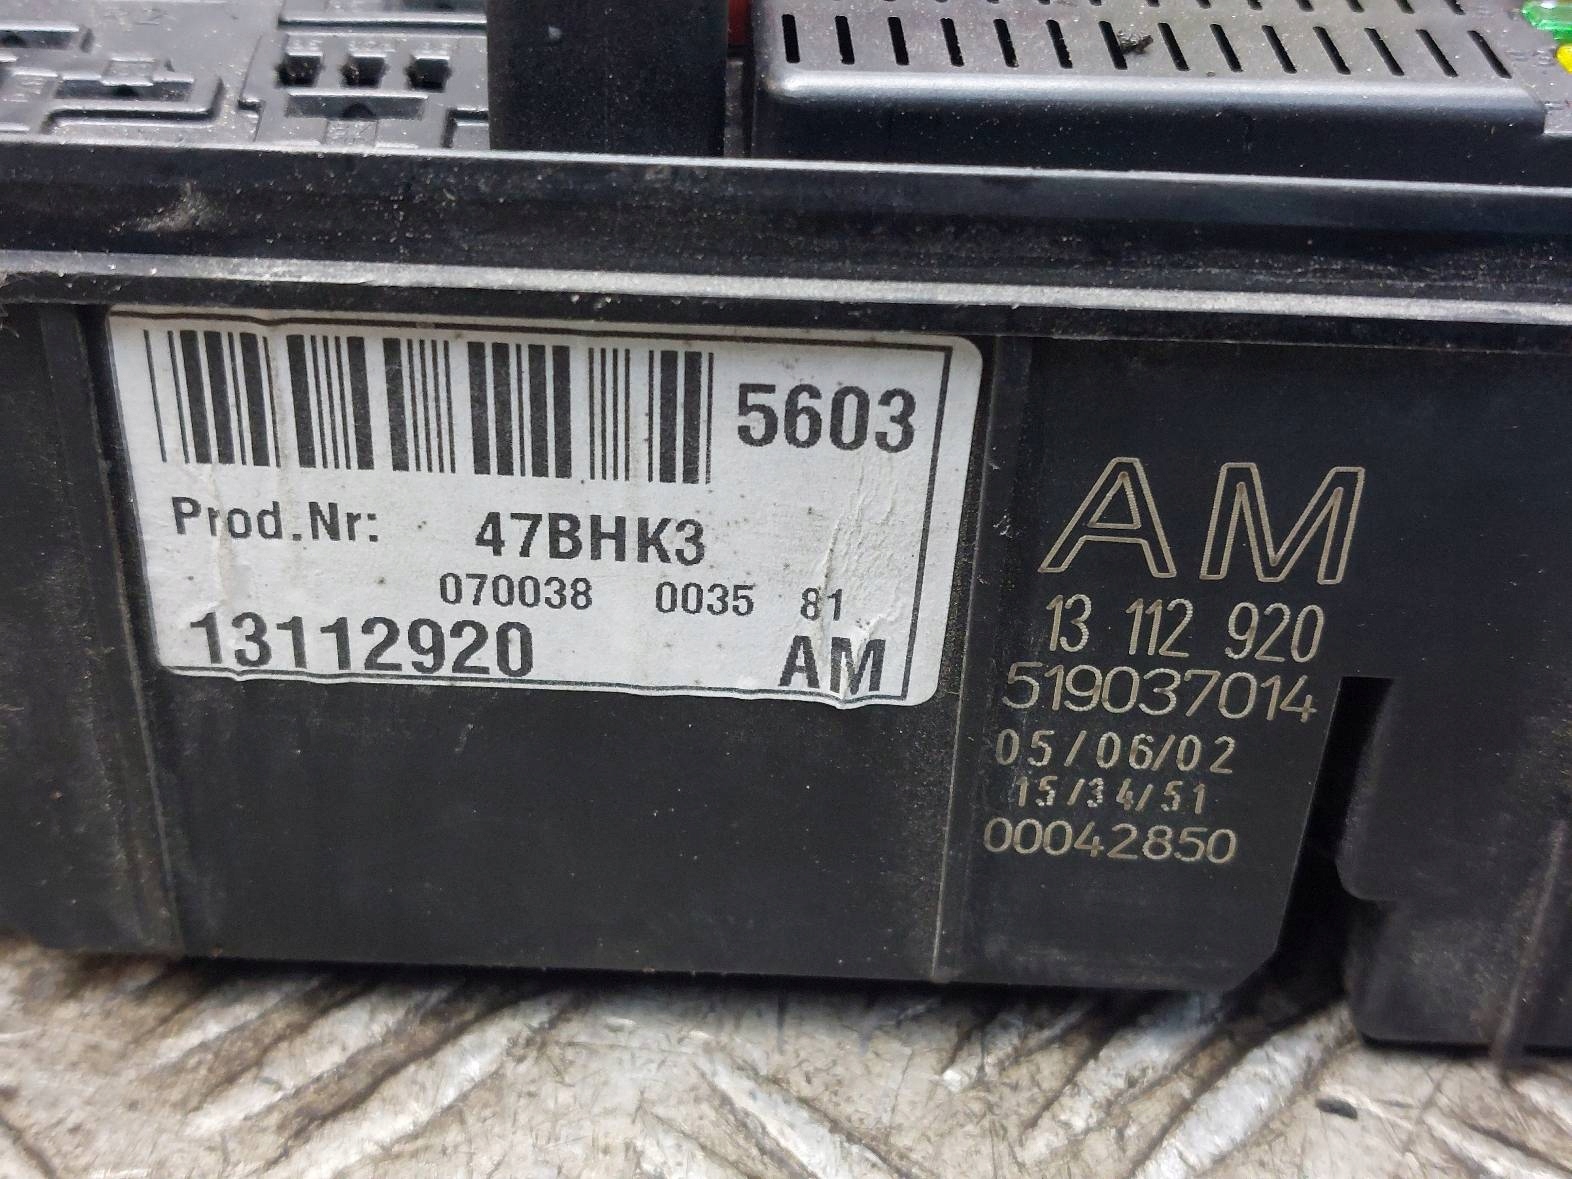 5603
Prod.Nr: 47BHK3
070038 0035 81
13112920 AM
AM
13 112 920
519037014
05/06/02
15/34/51
00042850